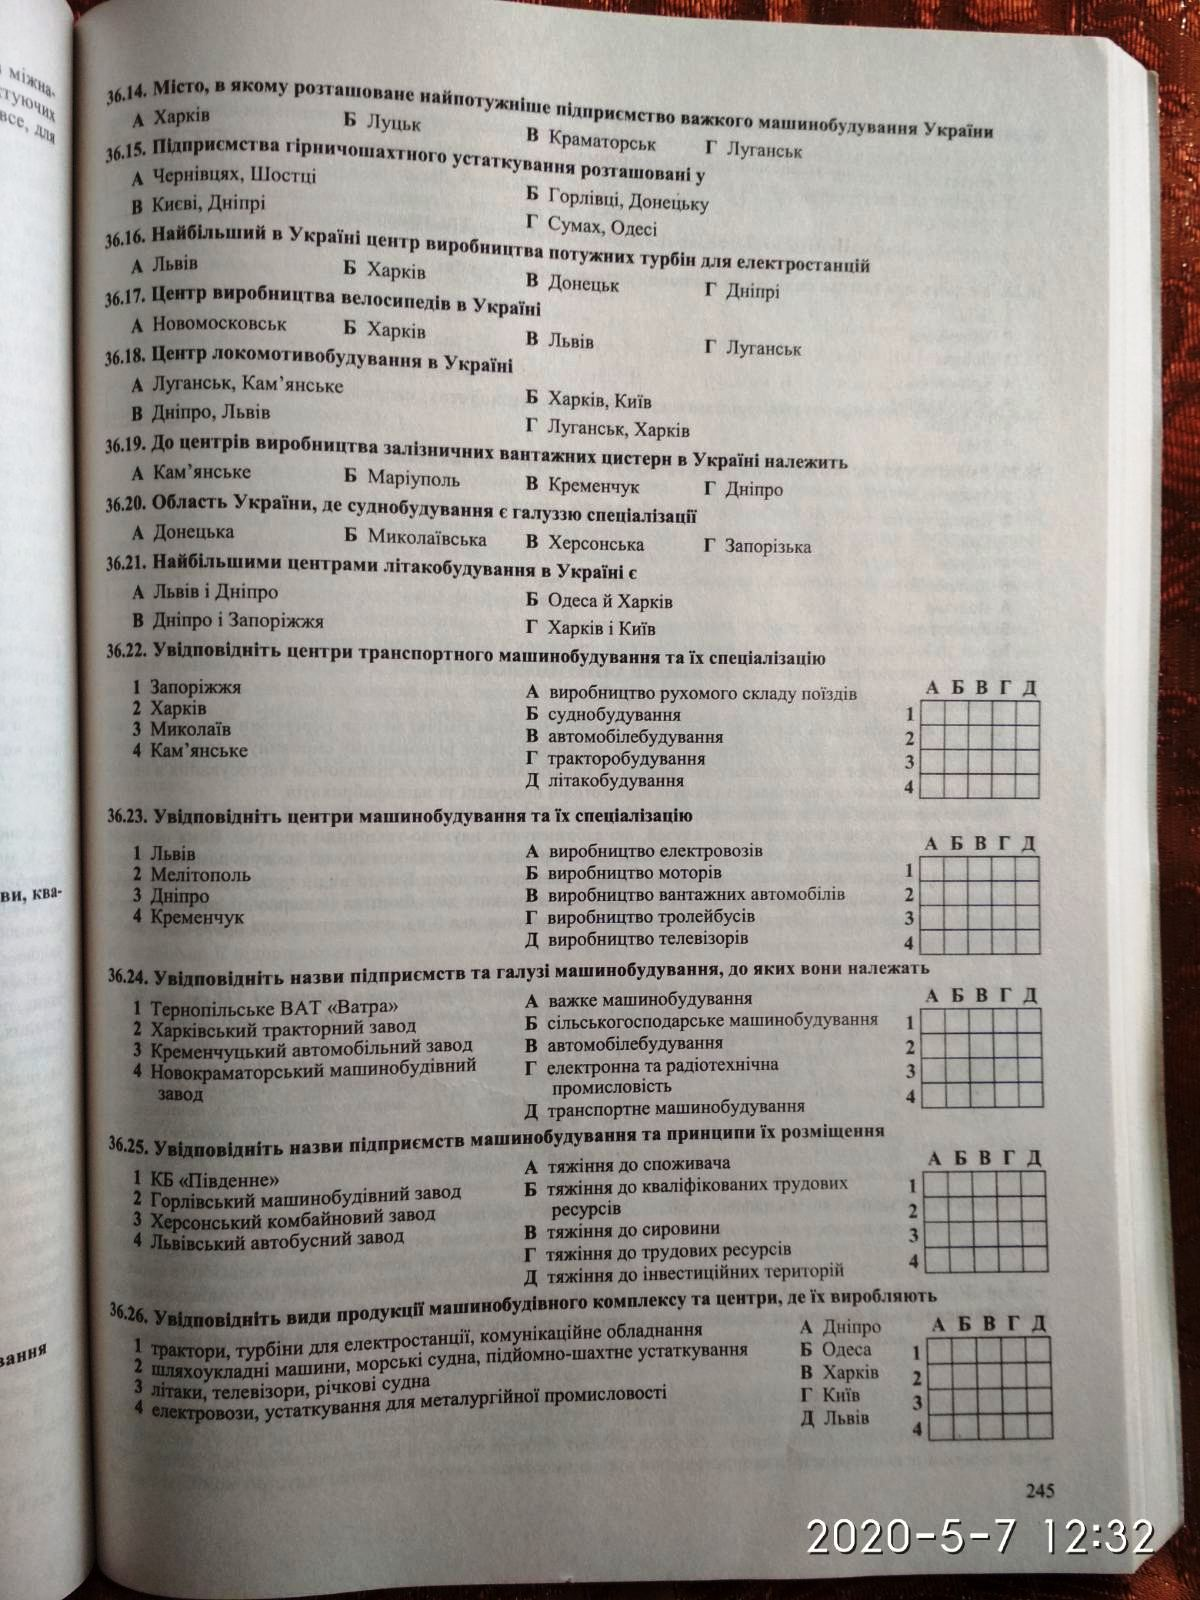 міжна-
туючих
все, для
36.14. Місто, в якому розташоване найпотужніше підприємство важкого машинобудування України
А Харків Б Луцьк В Краматорськ Г Луганськ
36.15. Підприємства гірничошахтного устаткування розташовані у
А Чернівцях, Шостці Б Горлівці, Донецьку
В Києві, Дніпрі Г Сумах, Одесі
36.16. Найбільший в Україні центр виробництва потужних турбін для електростанцій
А Львів Б Харків В Донецьк Г Дніпрі
36.17. Центр виробництва велосипедів в Україні
А Новомосковськ Б Харків В Львів Г Луганськ
36.18. Центр локомотивобудування в Україні
А Луганськ, Кам’янське Б Харків, Київ
В Дніпро, Львів Г Луганськ, Харків
36.19. До центрів виробництва залізничних вантажних цистерн в Україні належить
А Кам’янське Б Маріуполь В Кременчук Г Дніпро
36.20. Область України, де суднобудування є галуззю спеціалізації
А Донецька Б Миколаївська В Херсонська Г Запорізька
36.21. Найбільшими центрами літакобудування в Україні є
А Львів і Дніпро Б Одеса й Харків
В Дніпро і Запоріжжя Г Харків і Київ
36.22. Увідповідніть центри транспортного машинобудування та їх спеціалізацію
А Б В Г Д
1 Запоріжжя А виробництво рухомого складу поїздів 1
2 Харків Б суднобудування 2
3 Миколаїв В автомобілебудування 3
4 Кам’янське Г тракторобудування 4
Д літакобудування
36.23. Увідповідніть центри машинобудування та їх спеціалізацію
А Б В Г Д
1 Львів А виробництво електровозів 1
2 Мелітополь Б виробництво моторів 2
3 Дніпро В виробництво вантажних автомобілів 3
4 Кременчук Г виробництво тролейбусів 4
Д виробництво телевізорів
36.24. Увідповідніть назви підприємств та галузі машинобудування, до яких вони належать
А Б В Г Д
1 Тернопільське ВАТ «Ватра» А важке машинобудування 1
2 Харківський тракторний завод Б сільськогосподарське машинобудування 2
3 Кременчуцький автомобільний завод В автомобілебудування 3
4 Новокраматорський машинобудівний Г електронна та радіотехнічна 4
завод промисловість
Д транспортне машинобудування
36.25. Увідповідніть назви підприємств машинобудування та принципи їх розміщення
А Б В Г Д
1 КБ «Південне» А тяжіння до споживача 1
2 Горлівський машинобудівний завод Б тяжіння до кваліфікованих трудових 2
ресурсів
3 Херсонський комбайновий завод В тяжіння до сировини 3
4 Львівський автобусний завод Г тяжіння до трудових ресурсів 4
Д тяжіння до інвестиційних територій
36.26. Увідповідніть види продукції машинобудівного комплексу та центри, де їх виробляють
А Б В Г Д
1 трактори, турбіни для електростанції, комунікаційне обладнання А Дніпро 1
2 шляхоукладні машини, морські судна, підйомно-шахтне устаткування Б Одеса 2
3 літаки, телевізори, річкові судна В Харків 3
4 електровози, устаткування для металургійної промисловості Г Київ 4
Д Львів
ви, ква-
вання
245
2020-5-7 12:32